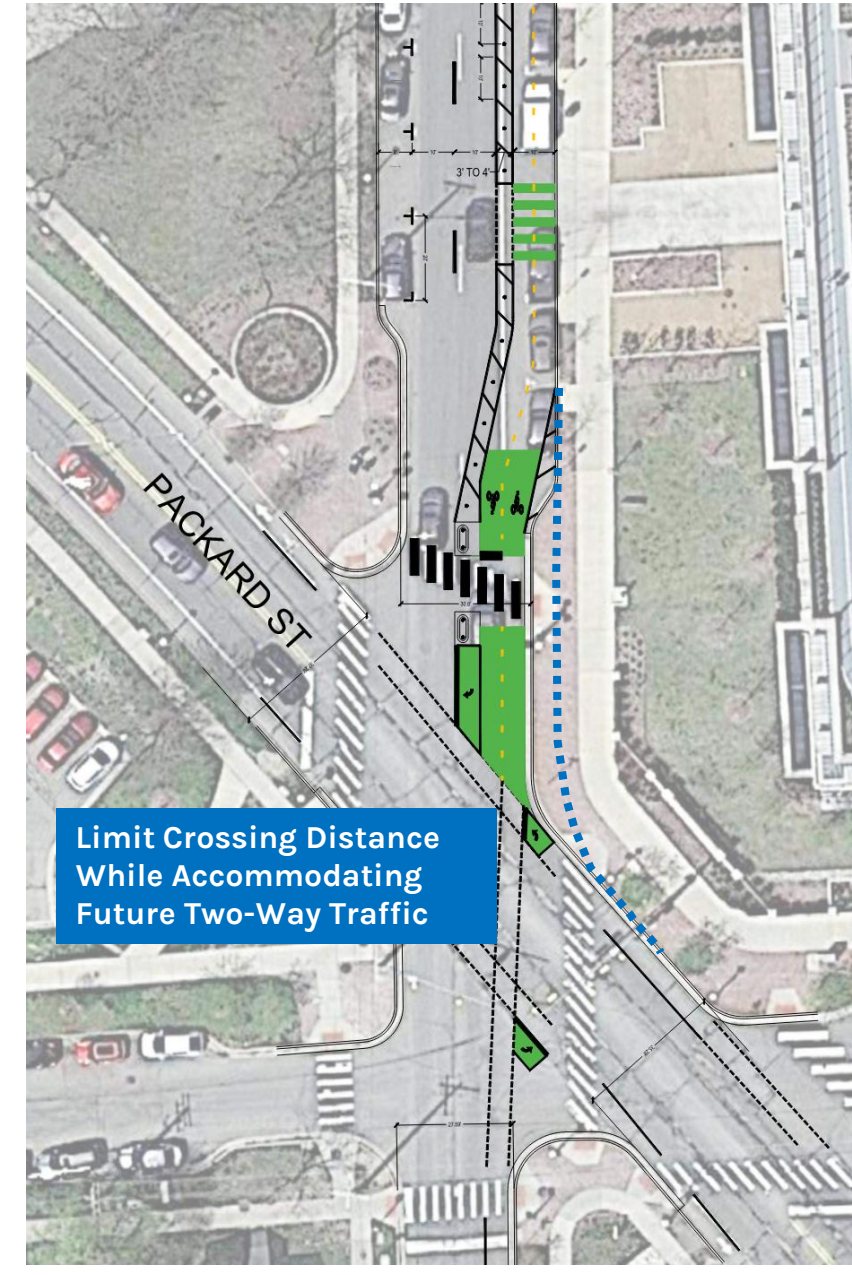 3' TO 4'
PACKARD ST
Limit Crossing Distance
While Accommodating
Future Two-Way Traffic